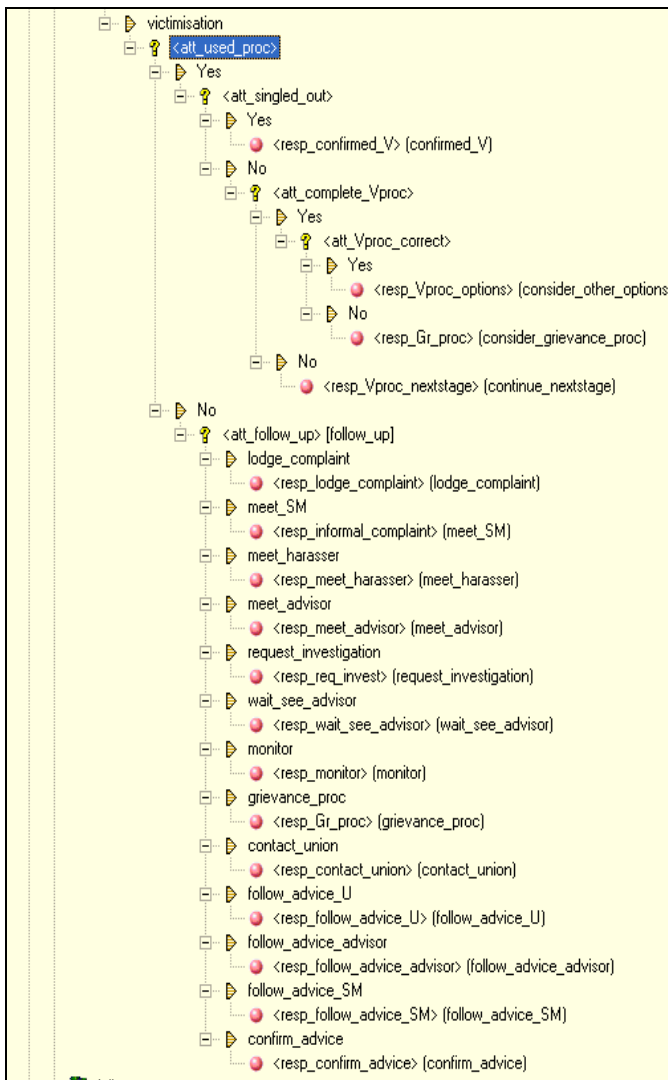 victimisation
<att_used_proc>
Yes
<att_singled_out>
Yes
<resp_confirmed_V> (confirmed_V)
No
<att_complete_Vproc>
Yes
<att_Vproc_correct>
Yes
<resp_Vproc_options> (consider_other_options
No
<resp_Gr_proc> (consider_grievance_proc)
No
<resp_Vproc_nextstage> (continue_nextstage)
No
<att_follow_up> [follow_up]
lodge_complaint
<resp_lodge_complaint> (lodge_complaint)
meet_SM
<resp_informal_complaint> (meet_SM)
meet_harasser
<resp_meet_harasser> (meet_harasser)
meet_advisor
<resp_meet_advisor> (meet_advisor)
request_investigation
<resp_req_invest> (request_investigation)
wait_see_advisor
<resp_wait_see_advisor> (wait_see_advisor)
monitor
<resp_monitor> (monitor)
grievance_proc
<resp_Gr_proc> (grievance_proc)
contact_union
<resp_contact_union> (contact_union)
follow_advice_U
<resp_follow_advice_U> (follow_advice_U)
follow_advice_advisor
<resp_follow_advice_advisor> (follow_advice_advisor)
follow_advice_SM
<resp_follow_advice_SM> (follow_advice_SM)
confirm_advice
<resp_confirm_advice> (confirm_advice)